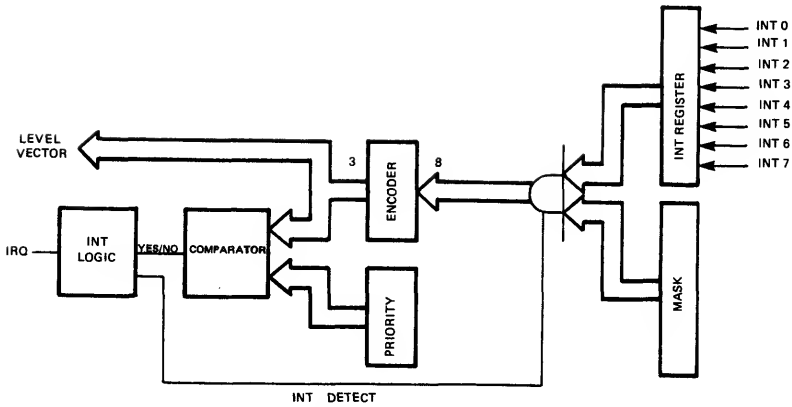 INT 0
INT 1
INT 2
INT 3
INT 4
INT 5
INT 6
INT 7
INT REGISTER
LEVEL
VECTOR
3
ENCODER
8
IRQ
INT
LOGIC
YES/NO
COMPARATOR
PRIORITY
MASK
INT DETECT